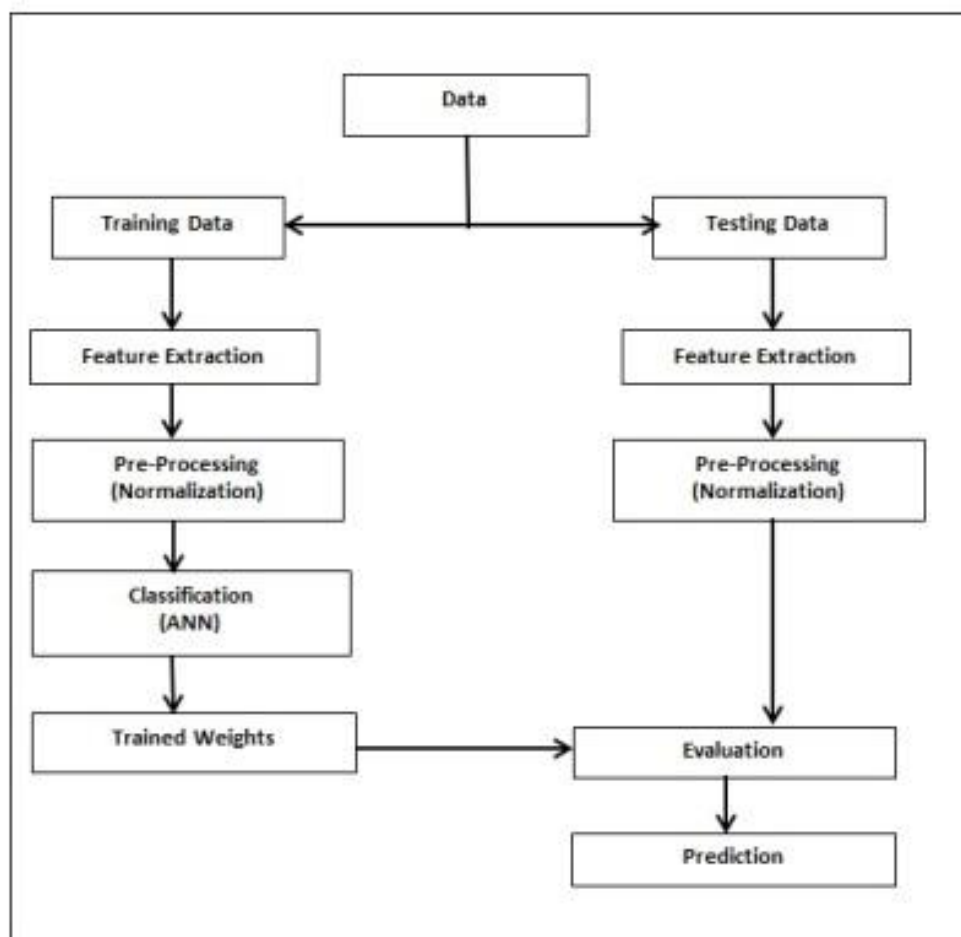 Data
Training Data
Testing Data
Feature Extraction
Feature Extraction
Pre-Processing
(Normalization)
Pre-Processing
(Normalization)
Classification
(ANN)
Trained Weights
Evaluation
Prediction